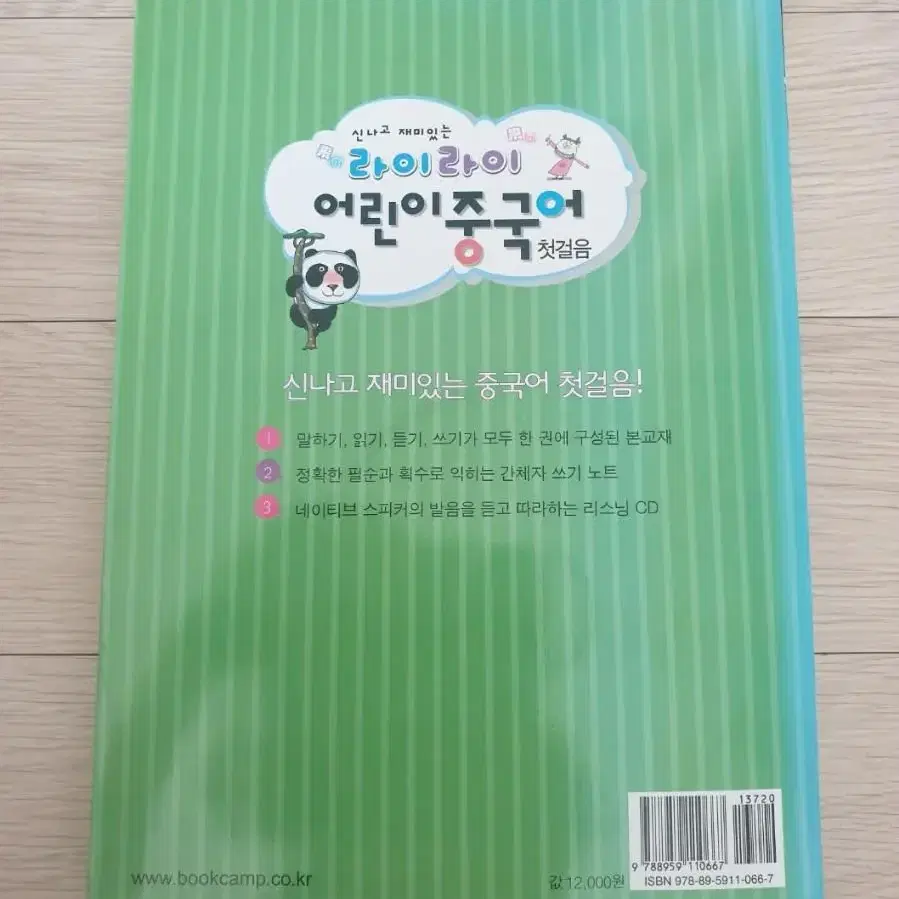 신나고 재미있는
라이라이
어린이중국어 첫걸음
신나고 재미있는 중국어 첫걸음!
1 말하기, 읽기, 듣기, 쓰기가 모두 한 권에 구성된 본교재
2 정확한 필순과 획수로 익히는 간체자 쓰기 노트
3 네이티브 스피커의 발음을 듣고 따라하는 리스닝 CD
13720
9 788959 110667
www.bookcamp.co.kr
값 12,000원
ISBN 978-89-5911-066-7